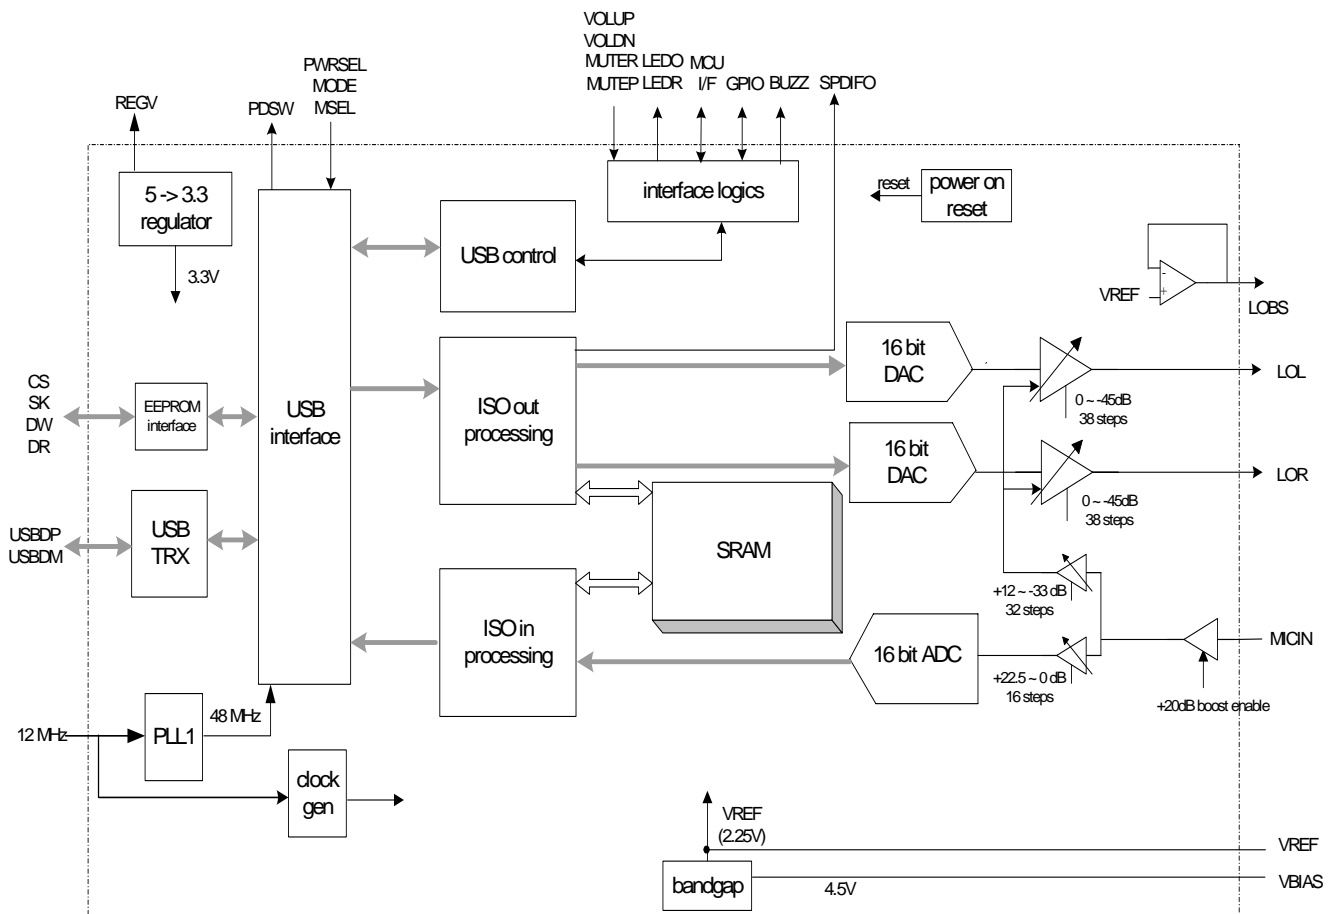 VOLUP
VOLDN
MUTER
MUTEP
LEDO
LEDR
MCU
I/F
GPIO
BUZZ
SPDIFO
PWRSEL
MODE
MSEL
REGV
PDSW
5 -> 3.3
regulator
3.3V
interface logics
reset
power on
reset
USB control
VREF
-
+
LOBS
16 bit
DAC
LOL
0 ~ -45dB
38 steps
CS
SK
DW
DR
EEPROM
interface
USB
interface
ISO out
processing
16 bit
DAC
LOR
0 ~ -45dB
38 steps
USBDP
USBDM
USB
TRX
SRAM
+12 ~ -33 dB
32 steps
ISO in
processing
16 bit ADC
+22.5 ~ 0 dB
16 steps
MICIN
+20dB boost enable
12 MHz
PLL1
48 MHz
clock
gen
VREF
(2.25V)
VREF
bandgap
4.5V
VBIAS